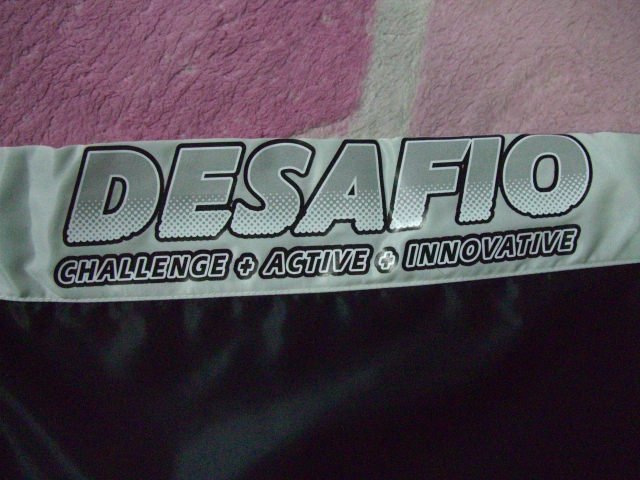 DESAFIO
CHALLENGE + ACTIVE + INNOVATIVE